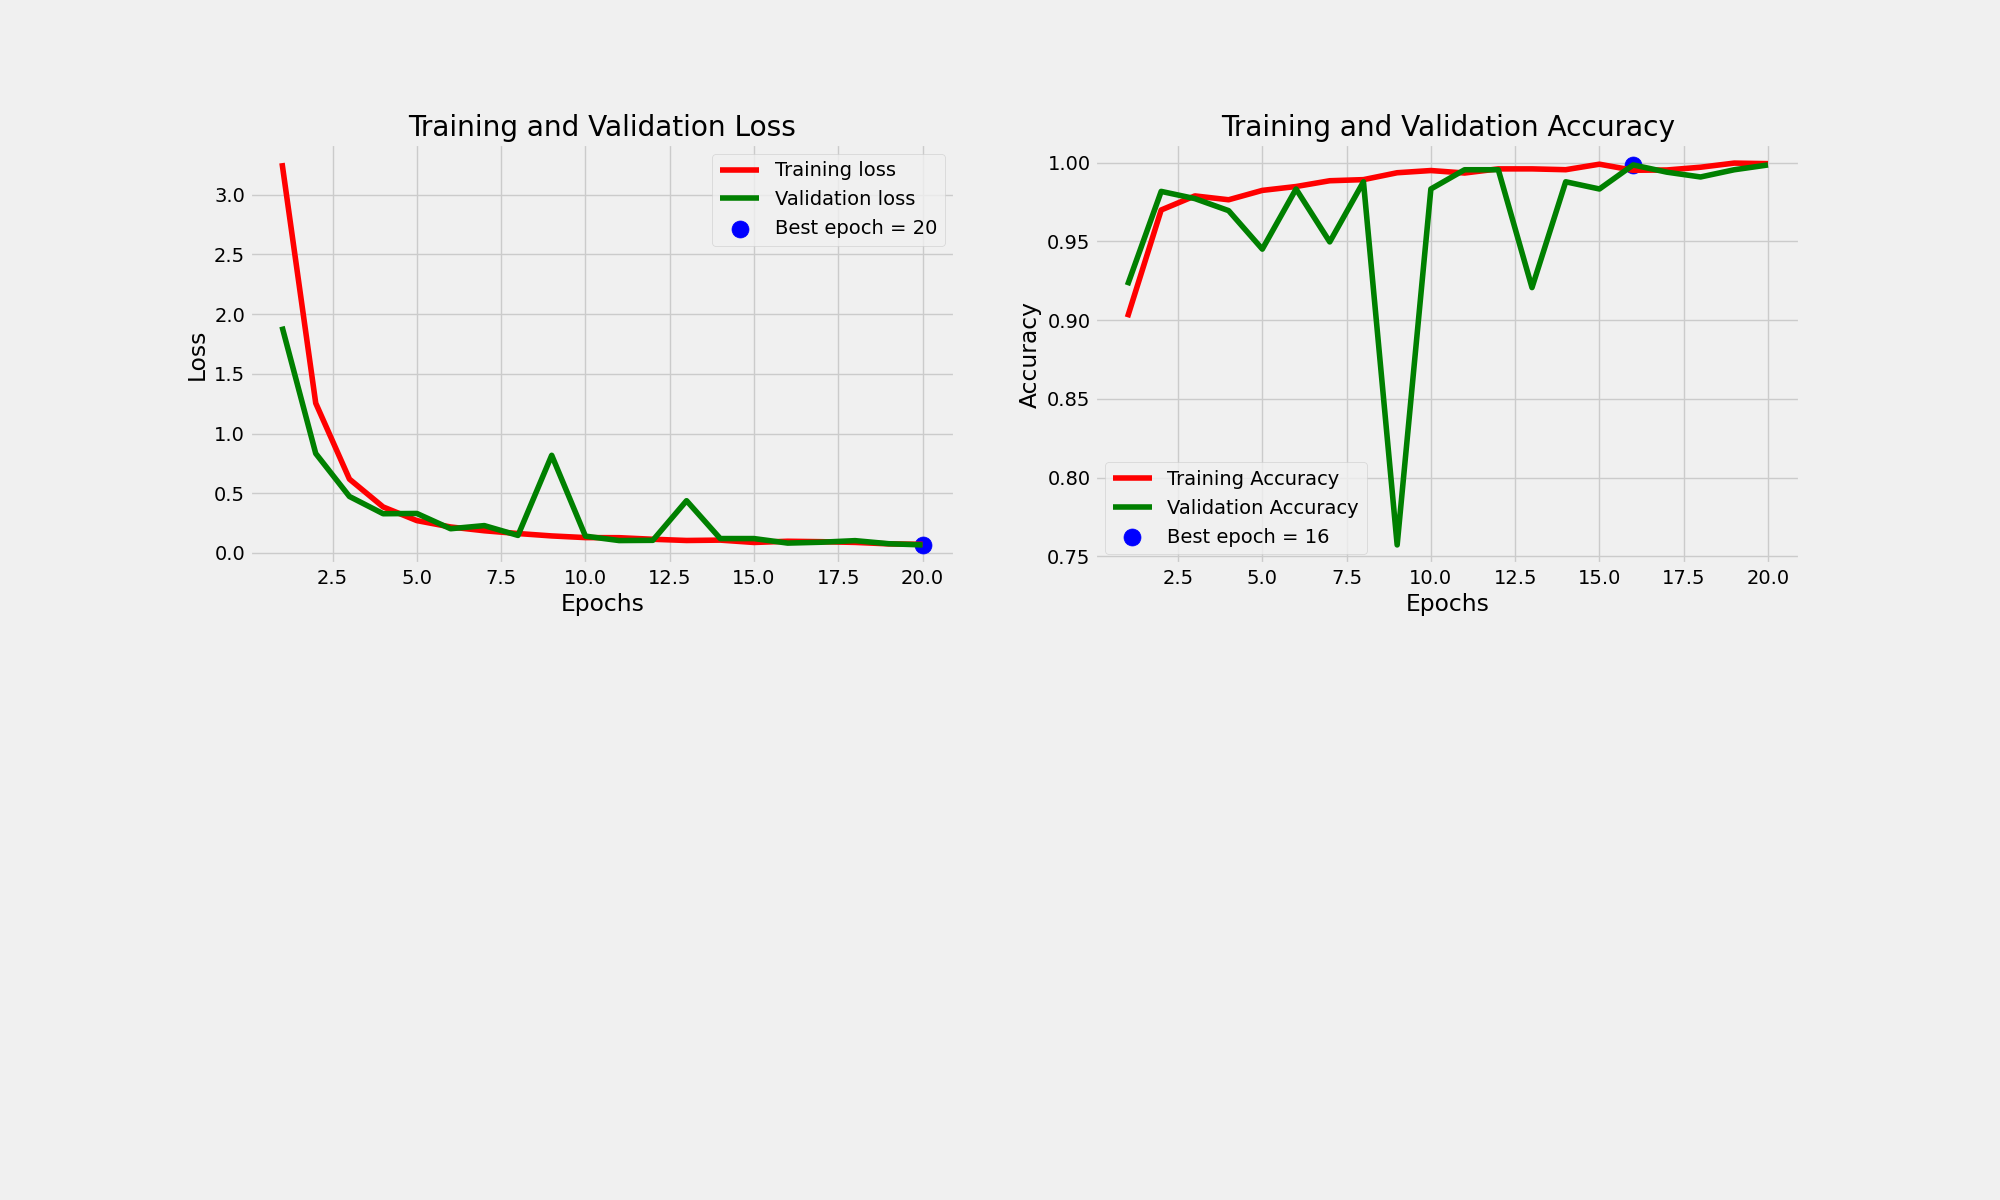 Training and Validation Loss
Training loss
Validation loss
Best epoch = 20
3.0
2.5
2.0
1.5
1.0
0.5
0.0
Loss
2.5 5.0 7.5 10.0 12.5 15.0 17.5 20.0
Epochs
Training and Validation Accuracy
1.00
0.95
0.90
0.85
0.80
0.75
Accuracy
Training Accuracy
Validation Accuracy
Best epoch = 16
2.5 5.0 7.5 10.0 12.5 15.0 17.5 20.0
Epochs